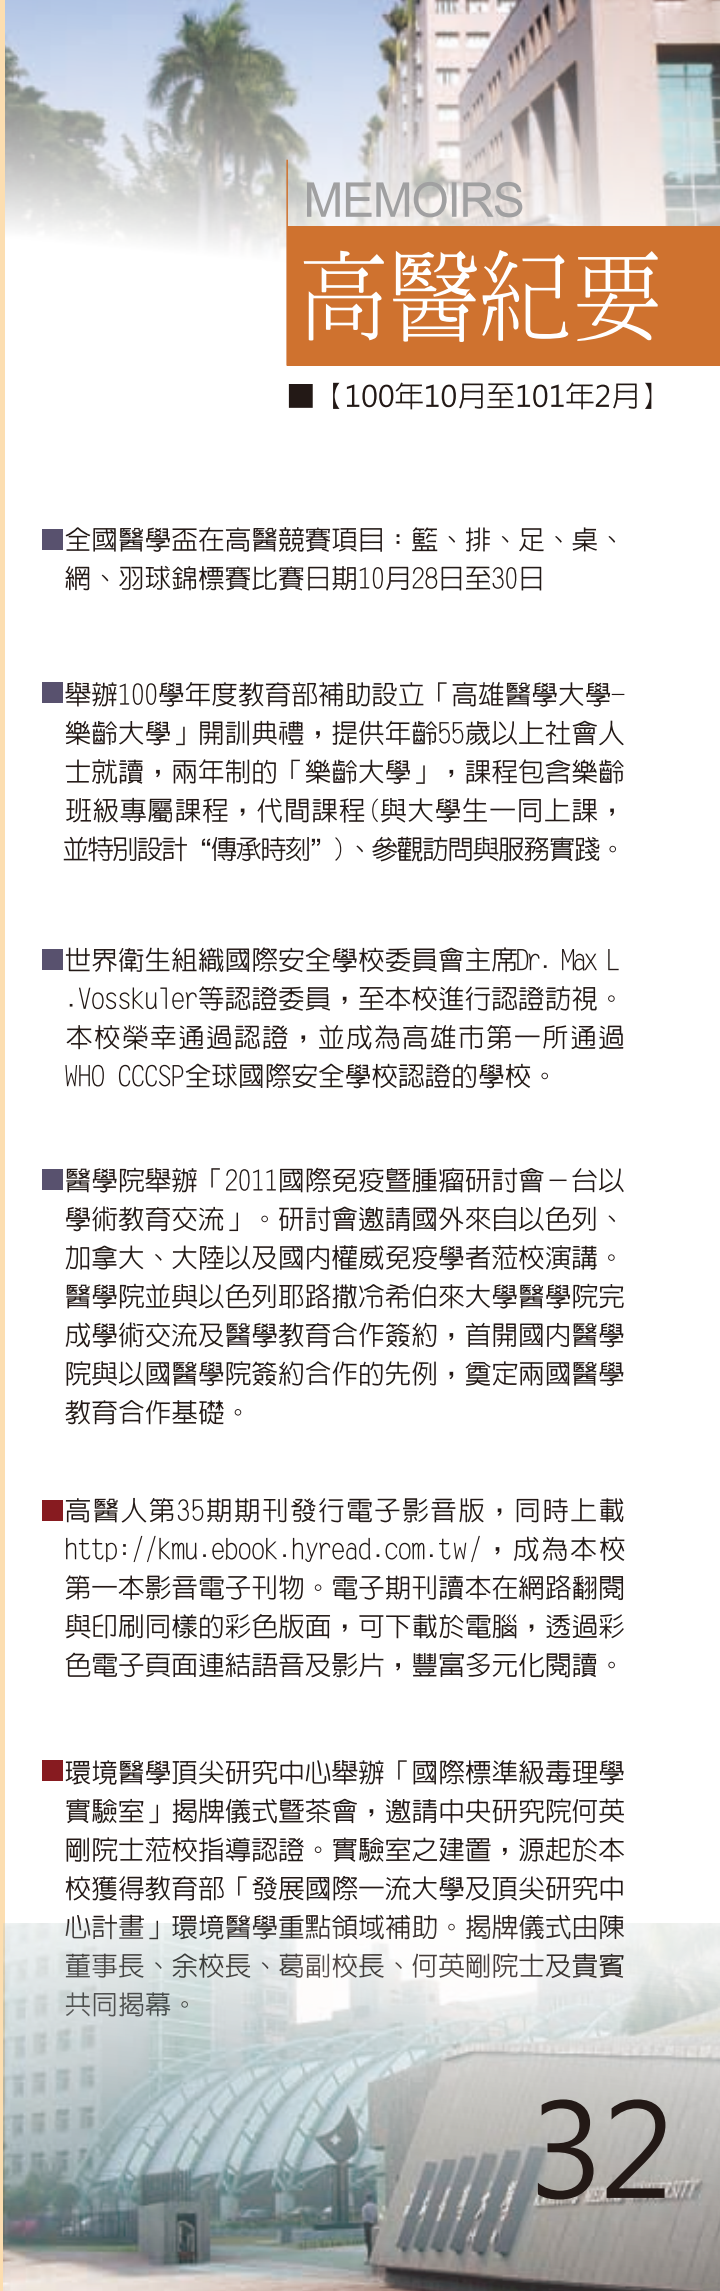 MEMOIRS
高醫紀要
■【100年10月至101年2月】
■全國醫學盃在高醫競賽項目：籃、排、足、桌、
網、羽球錦標賽比賽日期10月28日至30日
■舉辦100學年度教育部補助設立「高雄醫學大學-
樂齡大學」開訓典禮，提供年齡55歲以上社會人
士就讀，兩年制的「樂齡大學」，課程包含樂齡
班級專屬課程，代間課程(與大學生一同上課，
並特別設計“傳承時刻”)、參觀訪問與服務實踐。
■世界衛生組織國際安全學校委員會主席Dr. Max L
.Vosskuler等認證委員，至本校進行認證訪視。
本校榮幸通過認證，並成為高雄市第一所通過
WHO CCCSP全球國際安全學校認證的學校。
■醫學院舉辦「2011國際免疫暨腫瘤研討會－台以
學術教育交流」。研討會邀請國外來自以色列、
加拿大、大陸以及國內權威免疫學者蒞校演講。
醫學院並與以色列耶路撒冷希伯來大學醫學院完
成學術交流及醫學教育合作簽約，首開國內醫學
院與以國醫學院簽約合作的先例，奠定兩國醫學
教育合作基礎。
■高醫人第35期期刊發行電子影音版，同時上載
http://kmu.ebook.hyread.com.tw/，成為本校
第一本影音電子刊物。電子期刊讀本在網路翻閱
與印刷同樣的彩色版面，可下載於電腦，透過彩
色電子頁面連結語音及影片，豐富多元化閱讀。
■環境醫學頂尖研究中心舉辦「國際標準級毒理學
實驗室」揭牌儀式暨茶會，邀請中央研究院何英
剛院士蒞校指導認證。實驗室之建置，源起於本
校獲得教育部「發展國際一流大學及頂尖研究中
心計畫」環境醫學重點領域補助。揭牌儀式由陳
董事長、余校長、葛副校長、何英剛院士及貴賓
共同揭幕。
32